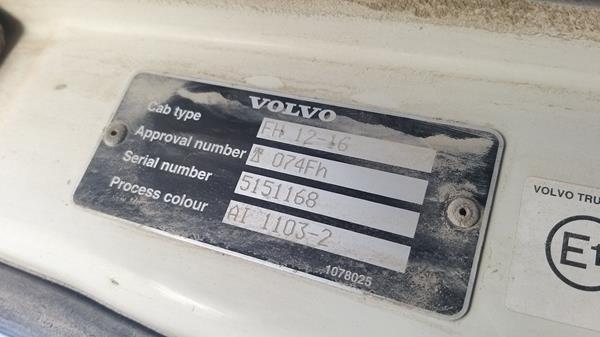 VOLVO
Cab type FH 12-16
Approval number 074Fh
Serial number 5151168
Process colour AI 1103-2
1078025
VOLVO TRU
E1